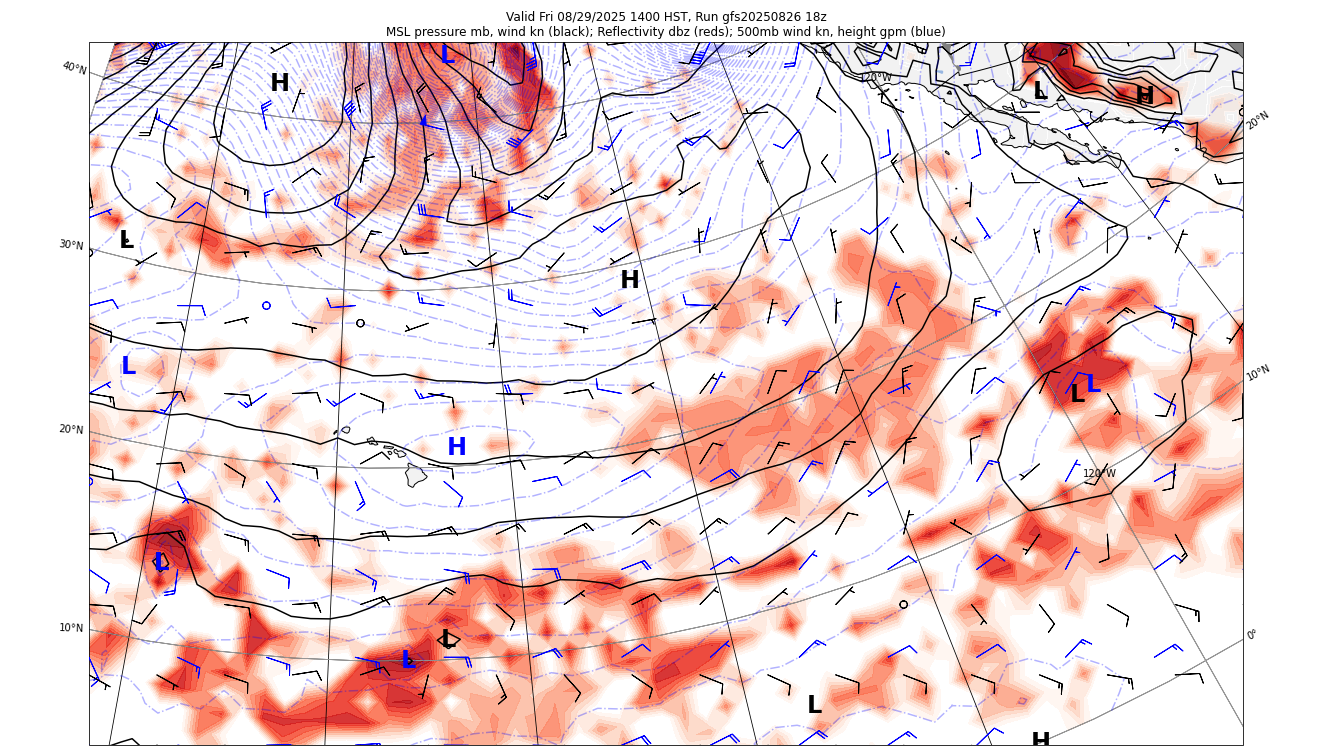 Valid Fri 08/29/2025 1400 HST, Run gfs20250826 18z
MSL pressure mb, wind kn (black); Reflectivity dbz (reds); 500mb wind kn, height gpm (blue)
L
40°N
H
120°W
L
H
20°N
L
30°N
H
L
10°N
L
L
20°N
H
120°W
L
10°N
L
0°
L
L
H